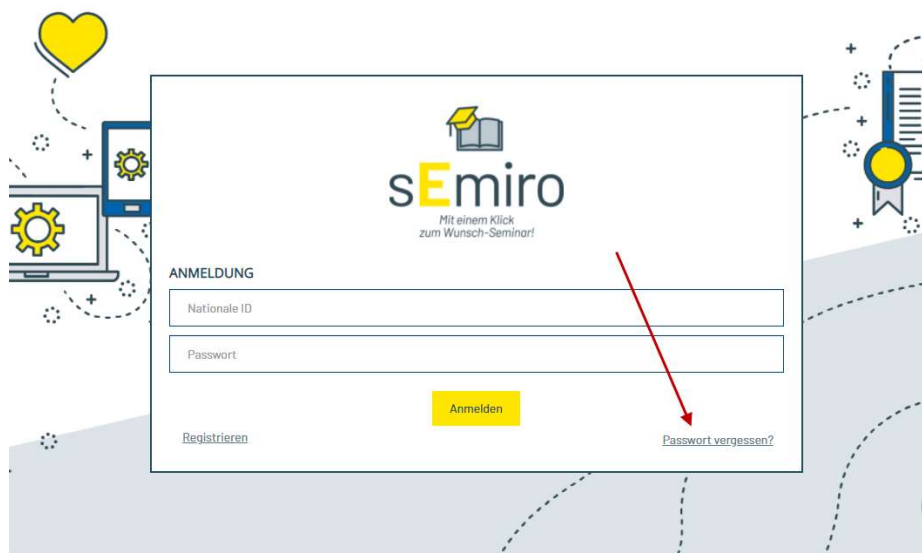 sEmiro
Mit einem Klick
zum Wunsch-Seminar!
ANMELDUNG
Nationale ID
Passwort
Anmelden
Registrieren
Passwort vergessen?